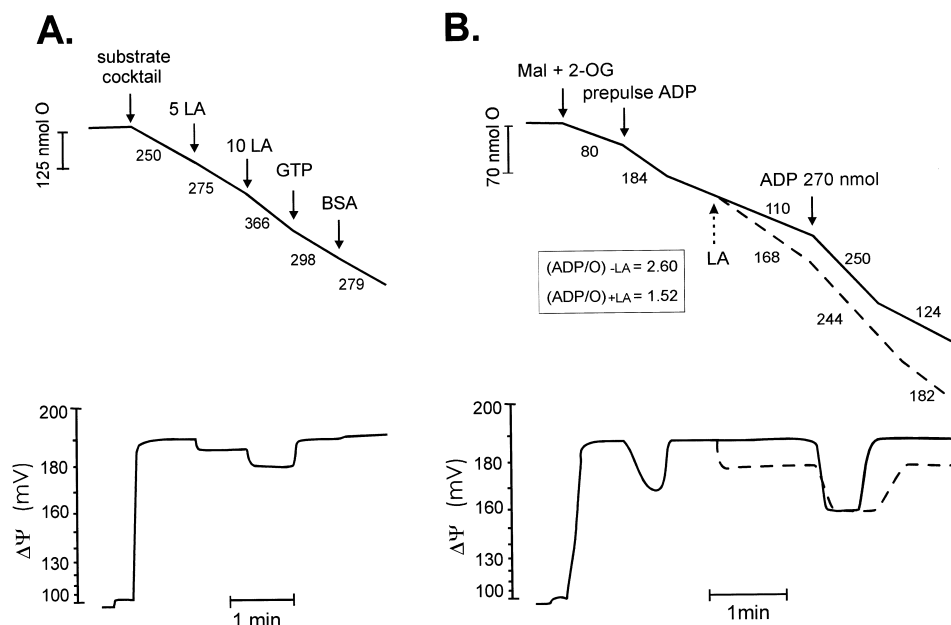 A.
substrate
cocktail
5 LA
10 LA
GTP
BSA
125 nmol O
250
275
366
298
279
200
180
160
130
100
ΔΨ (mV)
1 min
B.
Mal + 2-OG
prepulse ADP
ADP 270 nmol
70 nmol O
80
184
110
LA
168
250
244
124
182
(ADP/O) -LA = 2.60
(ADP/O) +LA = 1.52
200
180
160
130
100
ΔΨ (mV)
1min